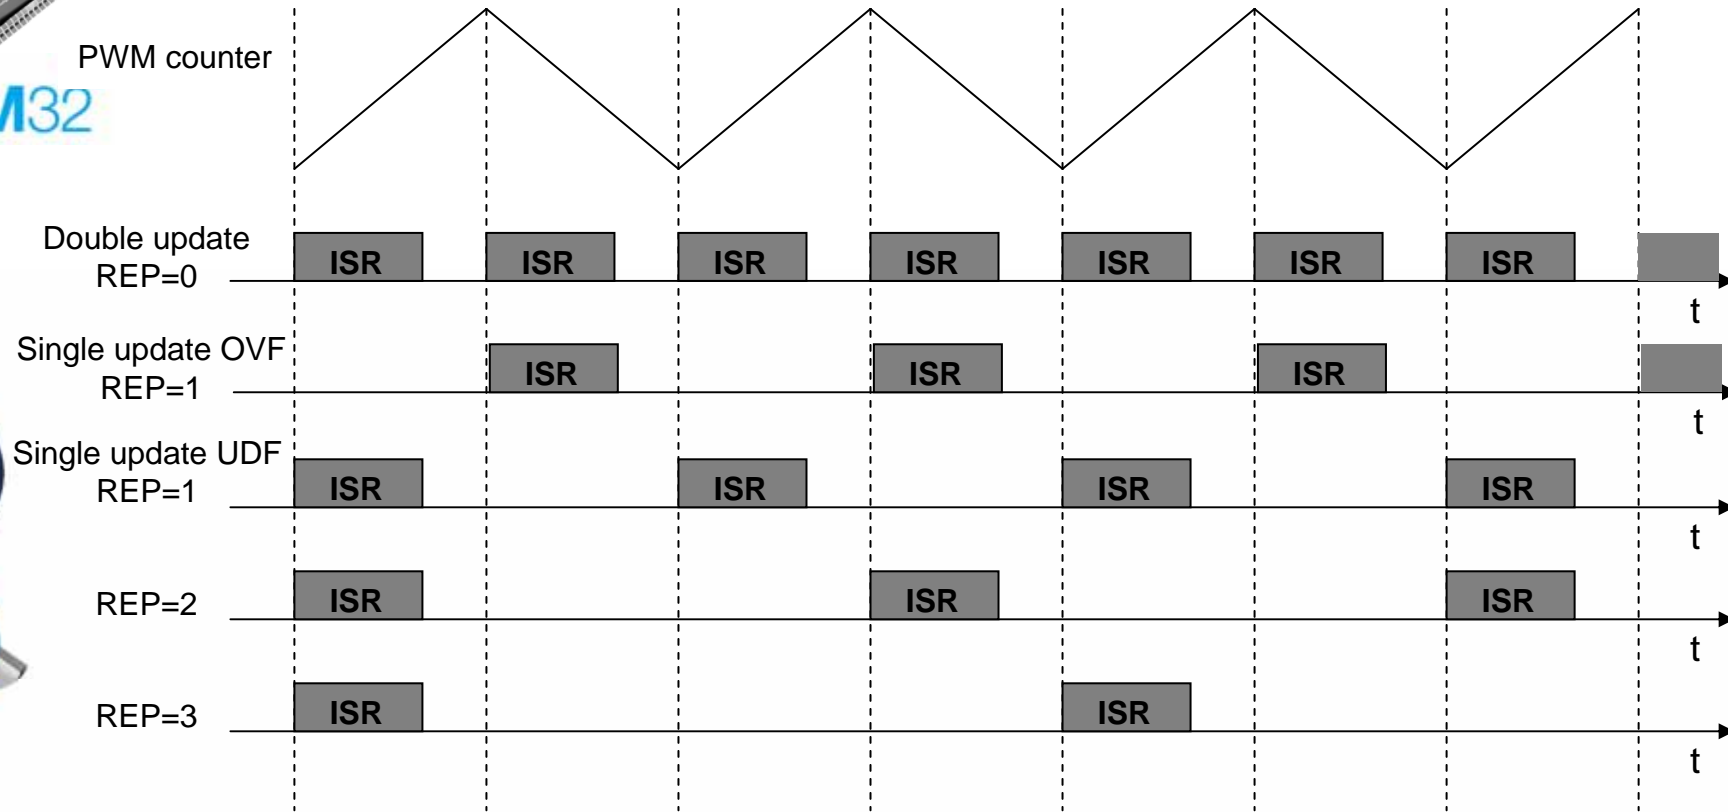 PWM counter
M32
Double update
REP=0
ISR ISR ISR ISR ISR ISR ISR
t
Single update OVF
REP=1
ISR ISR ISR
t
Single update UDF
REP=1
ISR ISR ISR ISR
t
REP=2
ISR ISR ISR
t
REP=3
ISR ISR
t